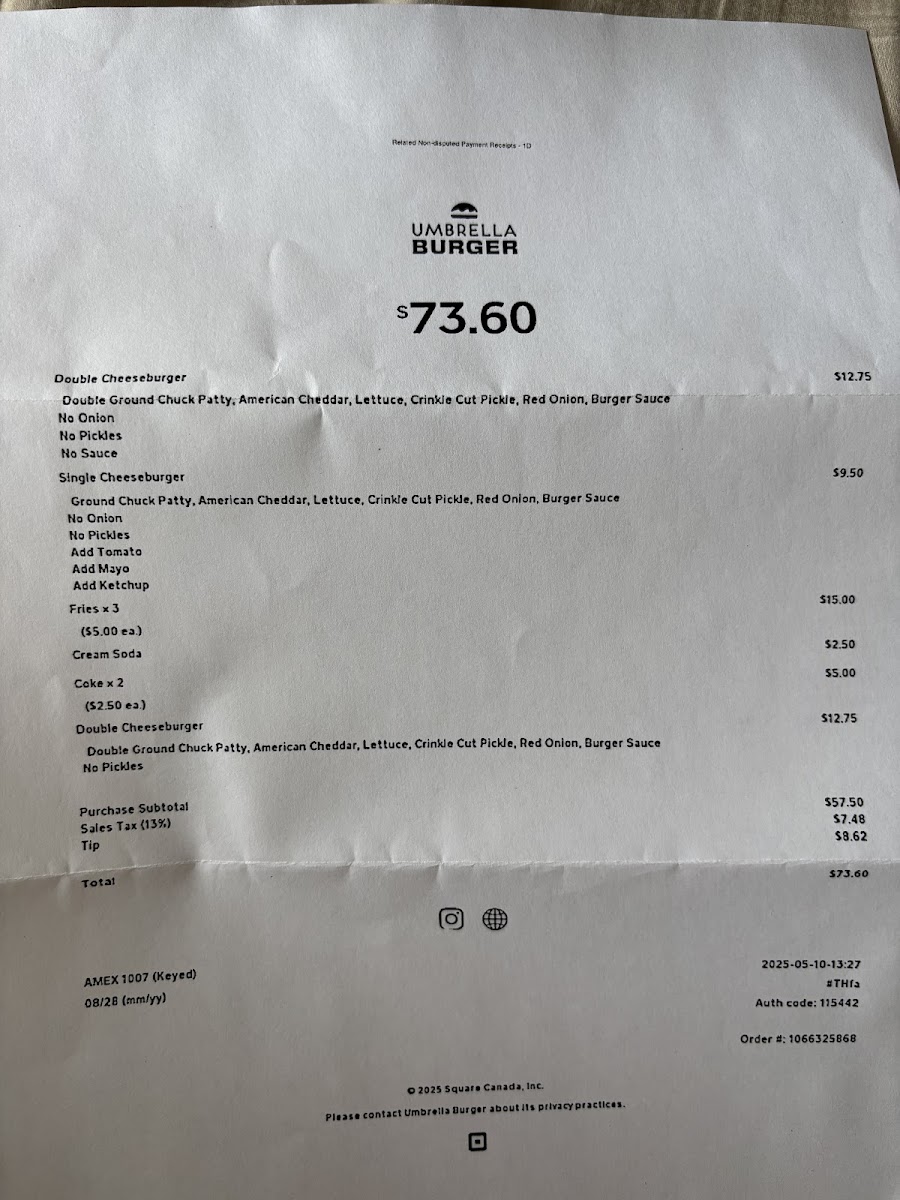 Related Non-disputed Payment Receipts - 1D
UMBRELLA
BURGER
$73.60
Double Cheeseburger $12.75
Double Ground Chuck Patty, American Cheddar, Lettuce, Crinkle Cut Pickle, Red Onion, Burger Sauce
No Onion
No Pickles
No Sauce
Single Cheeseburger $9.50
Ground Chuck Patty, American Cheddar, Lettuce, Crinkle Cut Pickle, Red Onion, Burger Sauce
No Onion
No Pickles
Add Tomato
Add Mayo
Add Ketchup
Fries x 3 $15.00
($5.00 ea.)
Cream Soda $2.50
Coke x 2 $5.00
($2.50 ea.)
Double Cheeseburger $12.75
Double Ground Chuck Patty, American Cheddar, Lettuce, Crinkle Cut Pickle, Red Onion, Burger Sauce
No Pickles
Purchase Subtotal $57.50
Sales Tax (13%) $7.48
Tip $8.62
Total $73.60
AMEX 1007 (Keyed) 2025-05-10-13:27
08/28 (mm/yy) #THfa
Auth code: 115442
Order #: 1066325868
© 2025 Square Canada, Inc.
Please contact Umbrella Burger about its privacy practices.